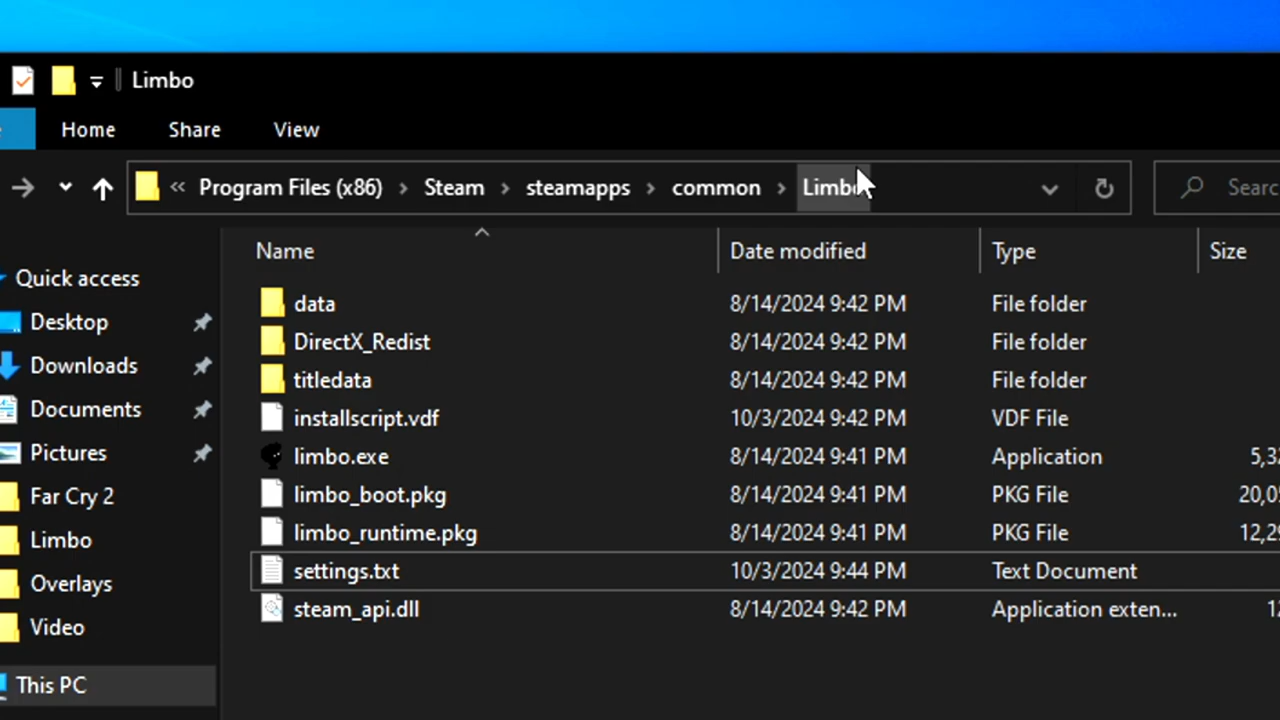 Limbo
Home Share View
« Program Files (x86) > Steam > steamapps > common > Limbo
Name Date modified Type Size
Quick access
Desktop
Downloads
Documents
Pictures
Far Cry 2
Limbo
Overlays
Video
This PC
data 8/14/2024 9:42 PM File folder
DirectX_Redist 8/14/2024 9:42 PM File folder
titledata 8/14/2024 9:42 PM File folder
installscript.vdf 10/3/2024 9:42 PM VDF File
limbo.exe 8/14/2024 9:41 PM Application
limbo_boot.pkg 8/14/2024 9:41 PM PKG File
limbo_runtime.pkg 8/14/2024 9:41 PM PKG File
settings.txt 10/3/2024 9:44 PM Text Document
steam_api.dll 8/14/2024 9:42 PM Application exten...